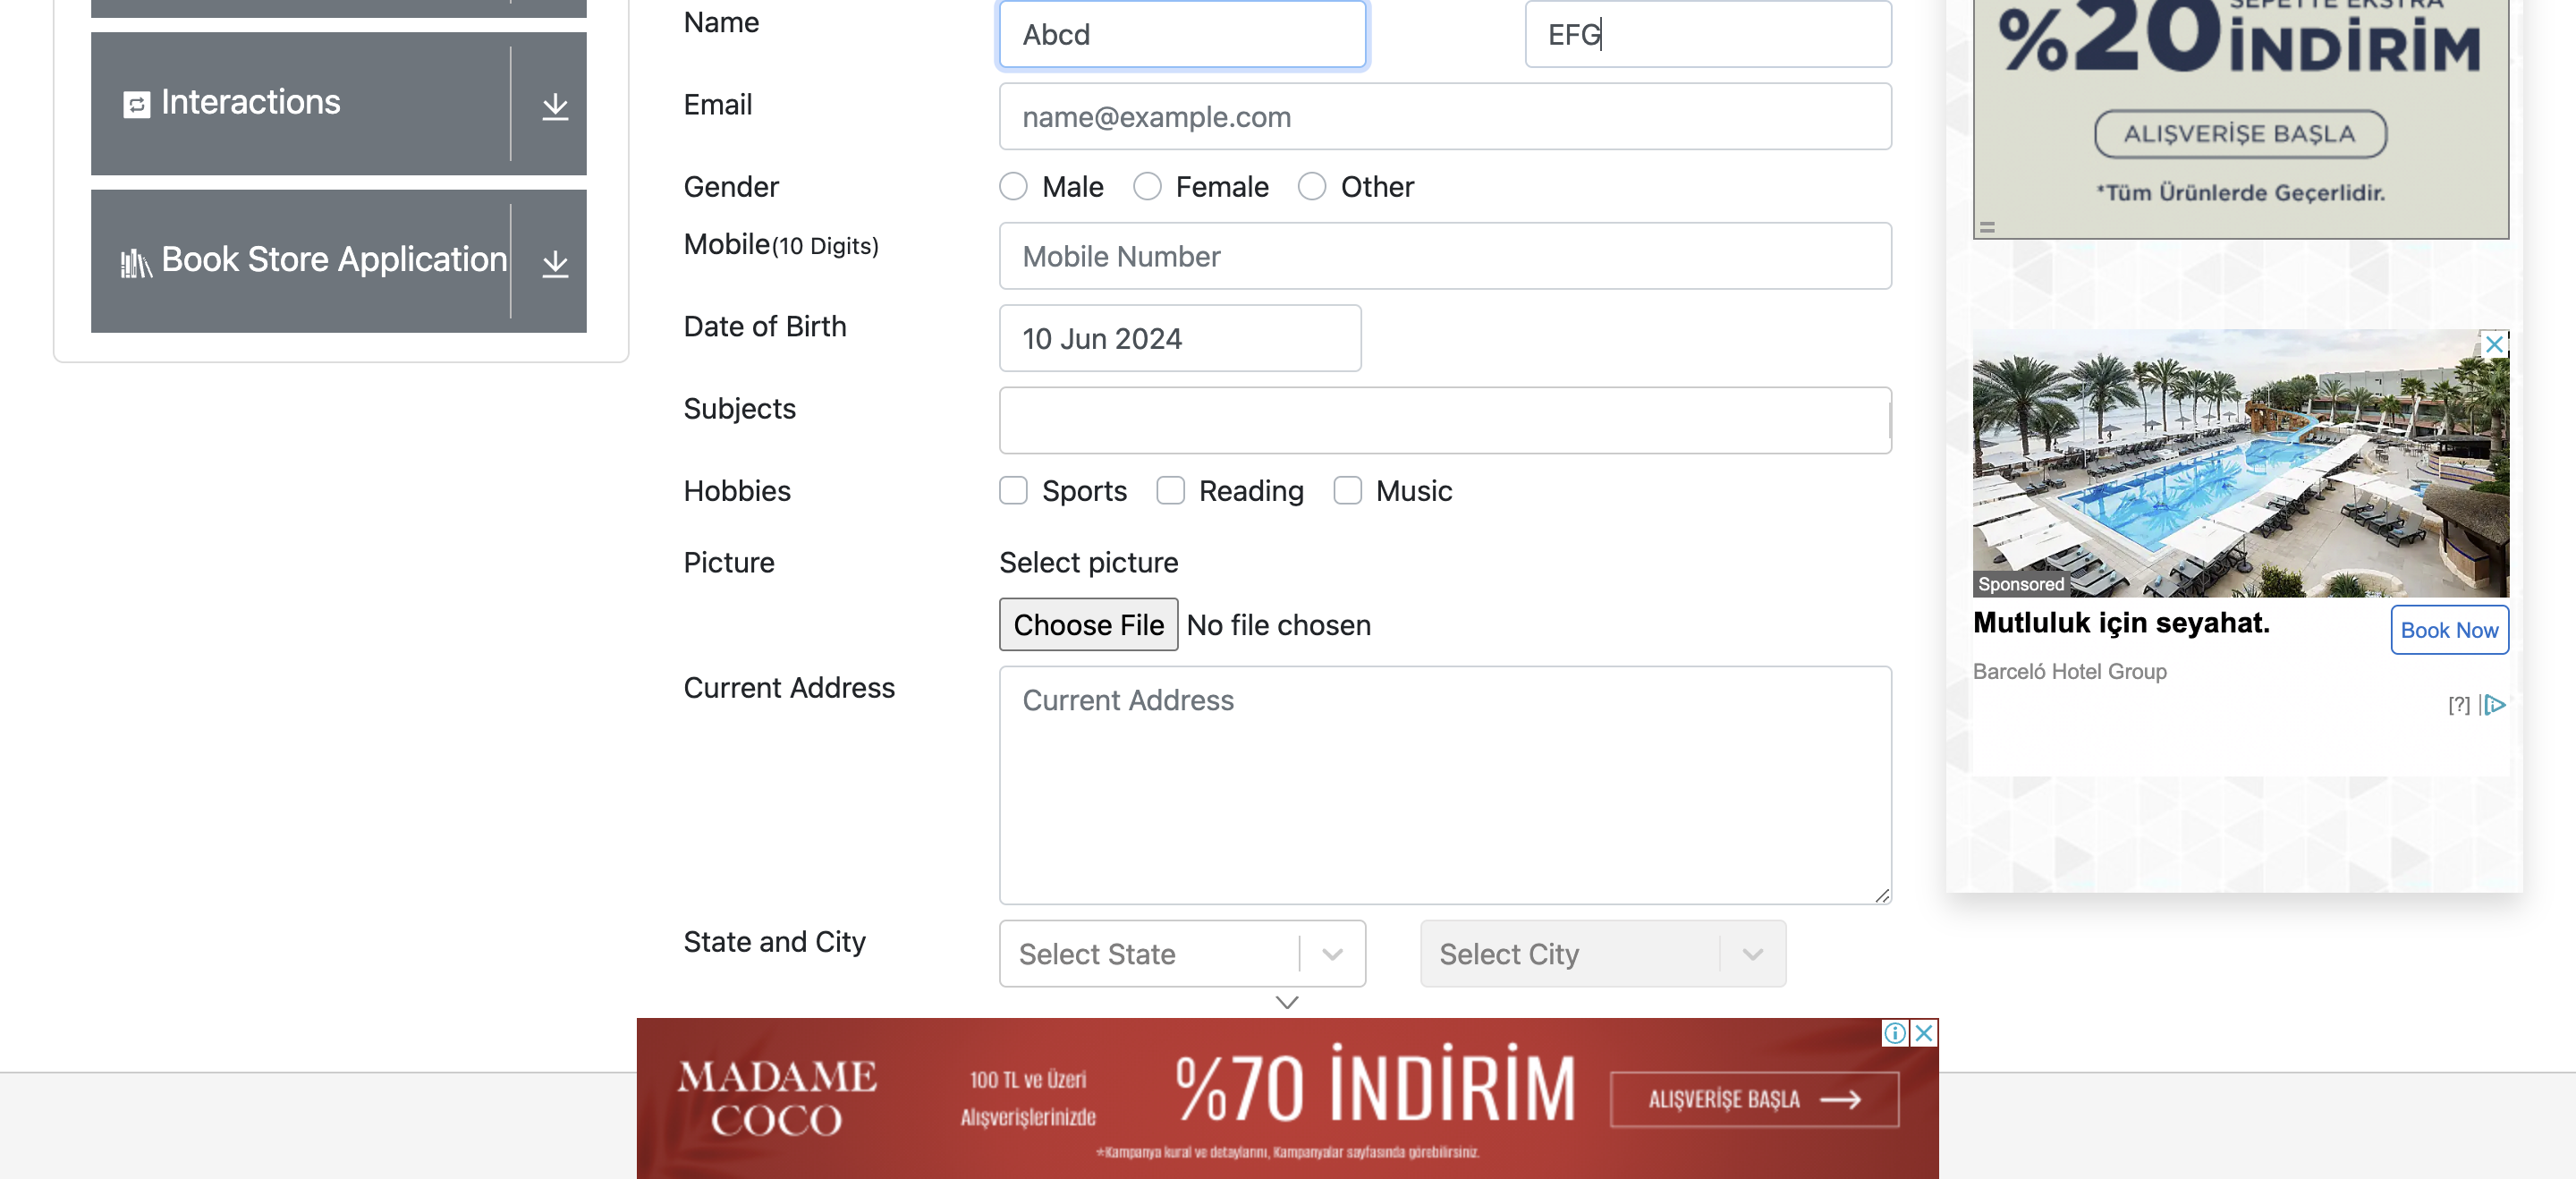 Name
Abcd
EFG
Email
name@example.com
Gender
Male
Female
Other
Mobile(10 Digits)
Mobile Number
Date of Birth
10 Jun 2024
Subjects
Hobbies
Sports
Reading
Music
Picture
Select picture
Choose File
No file chosen
Current Address
Current Address
State and City
Select State
Select City
Interactions
Book Store Application
SEPETTE EKSTRA
%20 İNDİRİM
ALIŞVERİŞE BAŞLA
*Tüm Ürünlerde Geçerlidir.
Sponsored
Mutluluk için seyahat.
Book Now
Barceló Hotel Group
[?]
MADAME
COCO
100 TL ve Üzeri
Alışverişlerinizde
%70 İNDİRİM
ALIŞVERİŞE BAŞLA
*Kampanya kural ve detaylarını, Kampanyalar sayfasında görebilirsiniz.